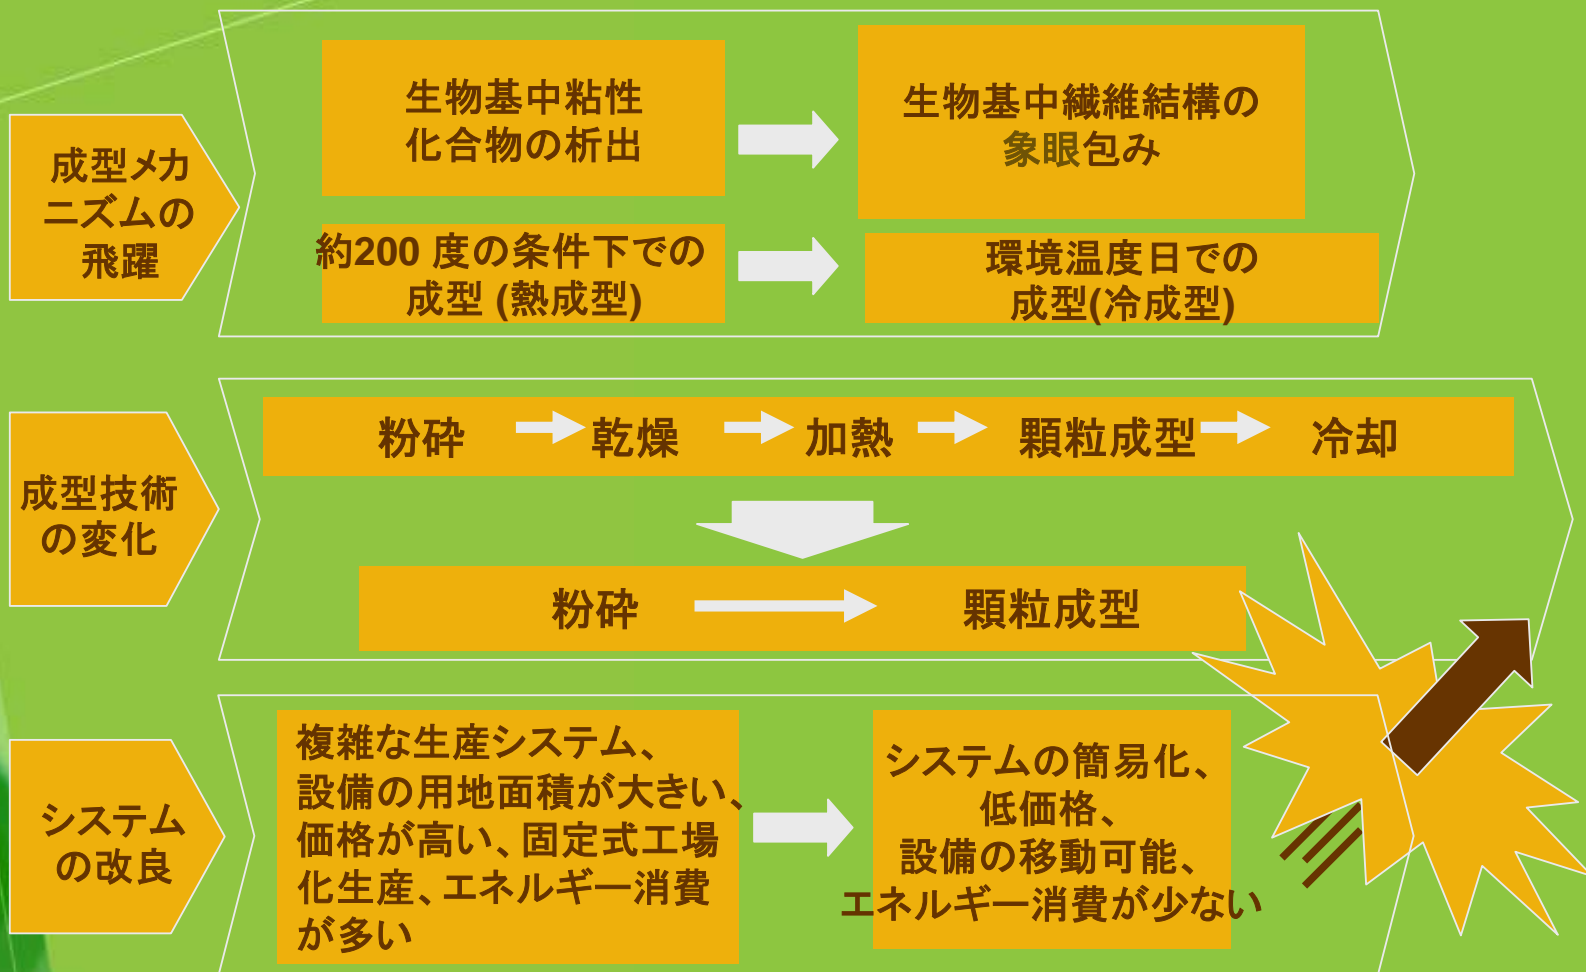 成型メカ
ニズムの
飛躍
生物基中粘性
化合物の析出
生物基中繊維結構の
象眼包み
約200 度の条件下での
成型 (熱成型)
環境温度日での
成型(冷成型)
成型技術
の変化
粉砕
乾燥
加熱
顆粒成型
冷却
粉砕
顆粒成型
システム
の改良
複雑な生産システム、
設備の用地面積が大きい、
価格が高い、固定式工場
化生産、エネルギー消費
が多い
システムの簡易化、
低価格、
設備の移動可能、
エネルギー消費が少ない